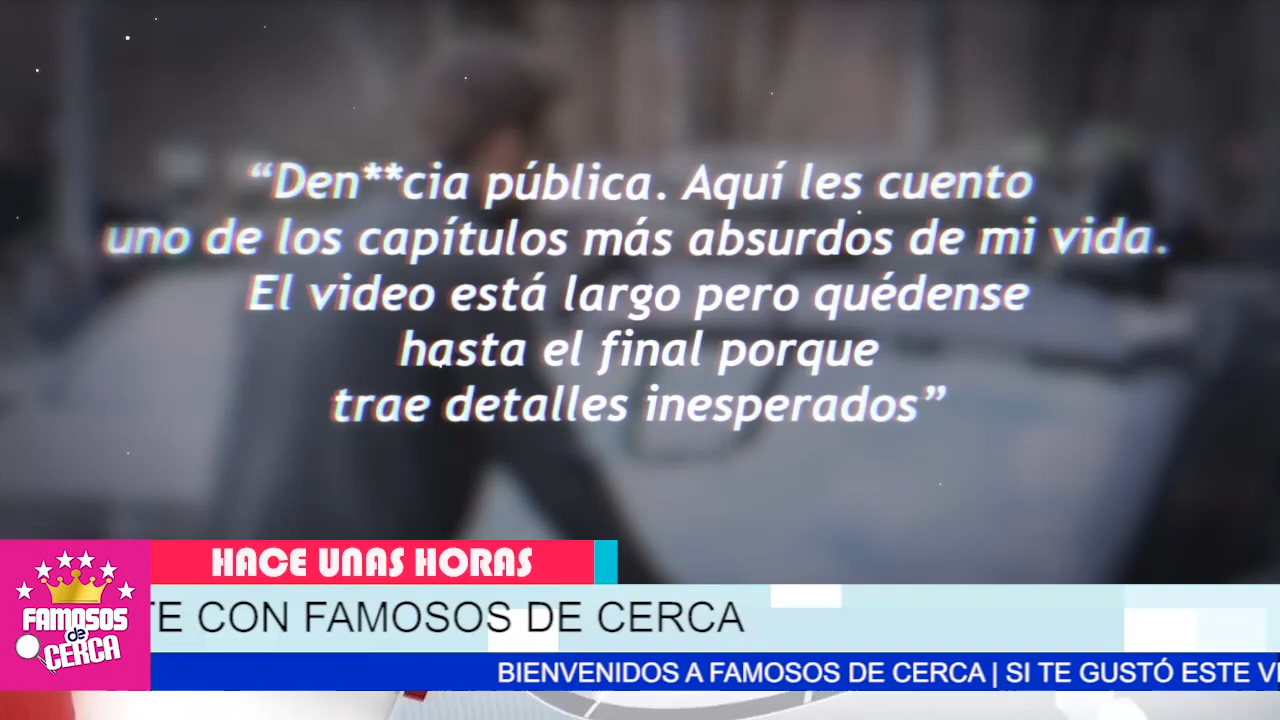 “Den**cia pública. Aquí les cuento
uno de los capítulos más absurdos de mi vida.
El video está largo pero quédense
hasta el final porque
trae detalles inesperados”
HACE UNAS HORAS
TE CON FAMOSOS DE CERCA
FAMOSOS
de
CERCA
BIENVENIDOS A FAMOSOS DE CERCA | SI TE GUSTÓ ESTE